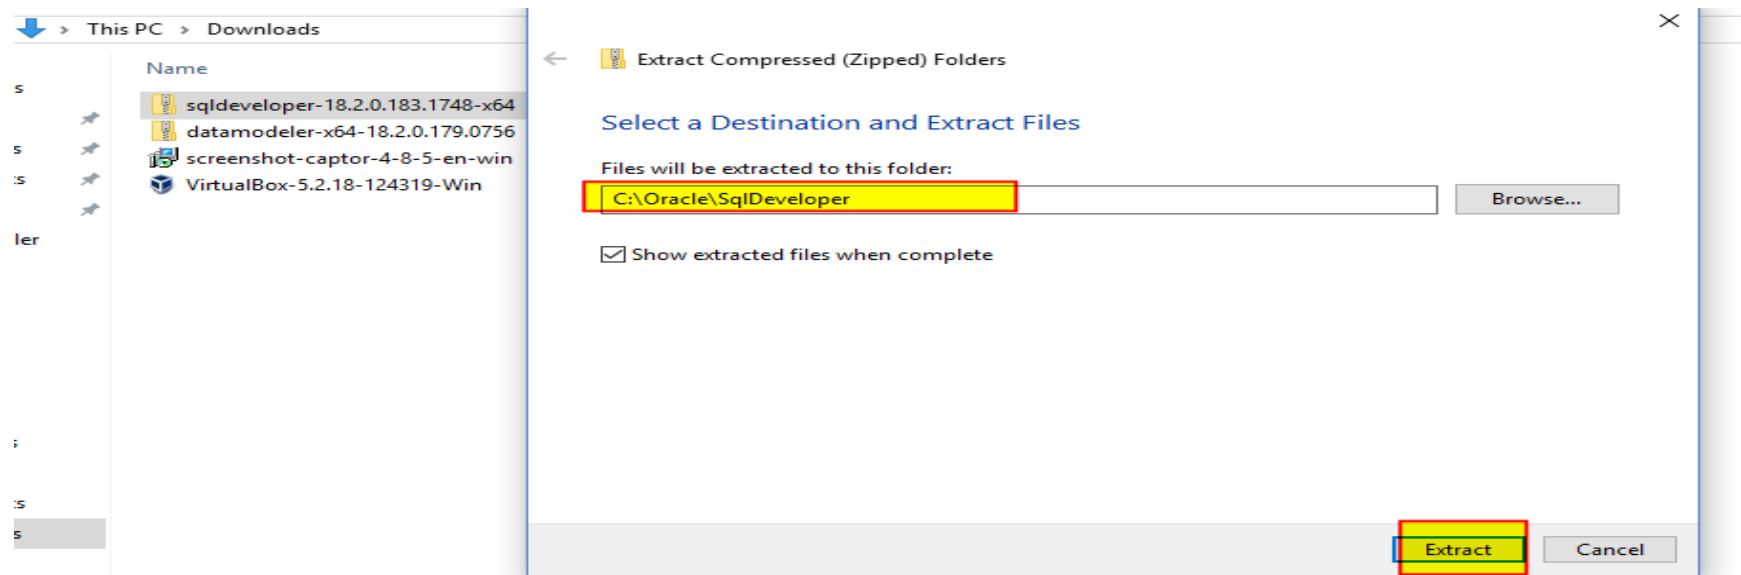 This PC > Downloads
Name
s
sqldeveloper-18.2.0.183.1748-x64
datamodeler-x64-18.2.0.179.0756
s
screenshot-captor-4-8-5-en-win
:s
VirtualBox-5.2.18-124319-Win
ler
s
:s
s
Extract Compressed (Zipped) Folders
Select a Destination and Extract Files
Files will be extracted to this folder:
C:\Oracle\SqlDeveloper
Browse...
Show extracted files when complete
Extract
Cancel